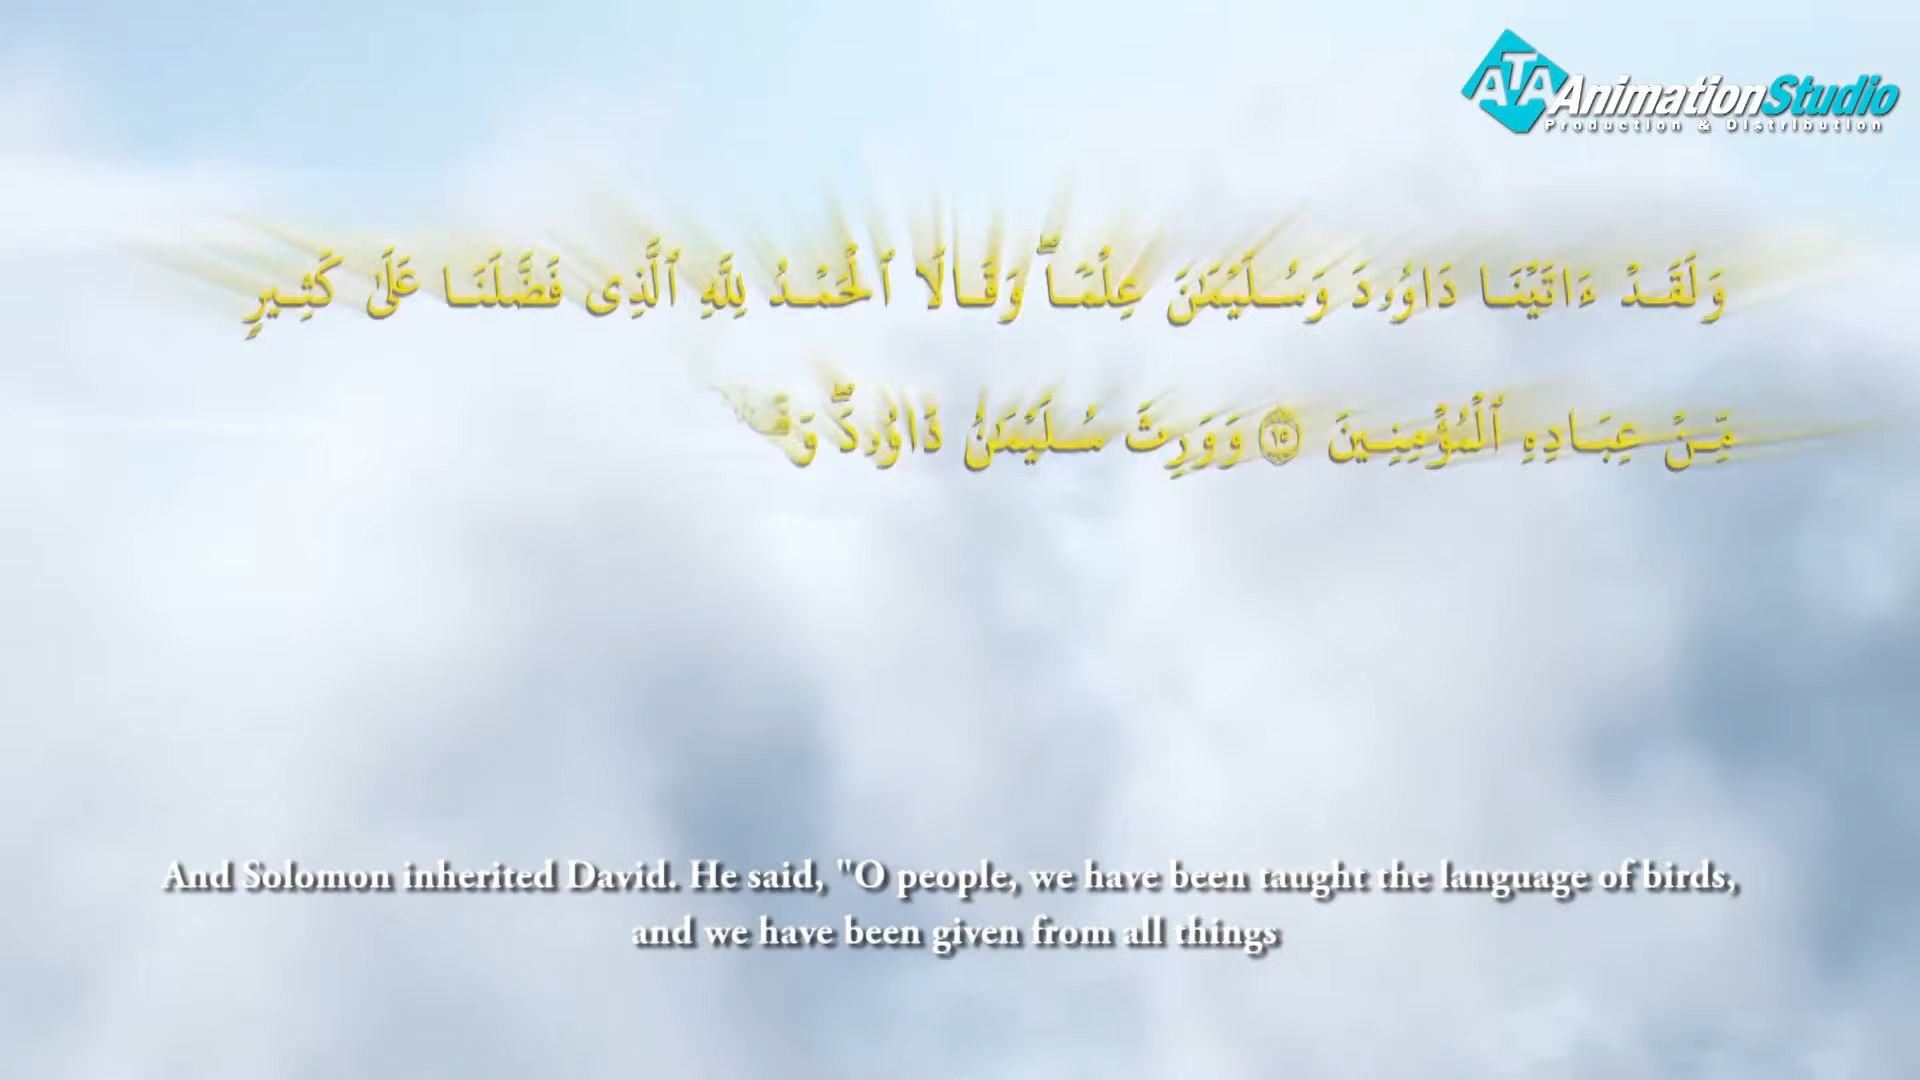 ATA AnimationStudio
Production & Distribution
وَلَقَدْ ءَاتَيْنَا دَاوُۥدَ وَسُلَيْمَٰنَ عِلْمًا ۖ وَقَالَا ٱلْحَمْدُ لِلَّهِ ٱلَّذِى فَضَّلَنَا عَلَىٰ كَثِيرٍ
مِّنْ عِبَادِهِ ٱلْمُؤْمِنِينَ ١٥ وَوَرِثَ سُلَيْمَٰنُ دَاوُۥدَ ۖ
And Solomon inherited David. He said, "O people, we have been taught the language of birds,
and we have been given from all things